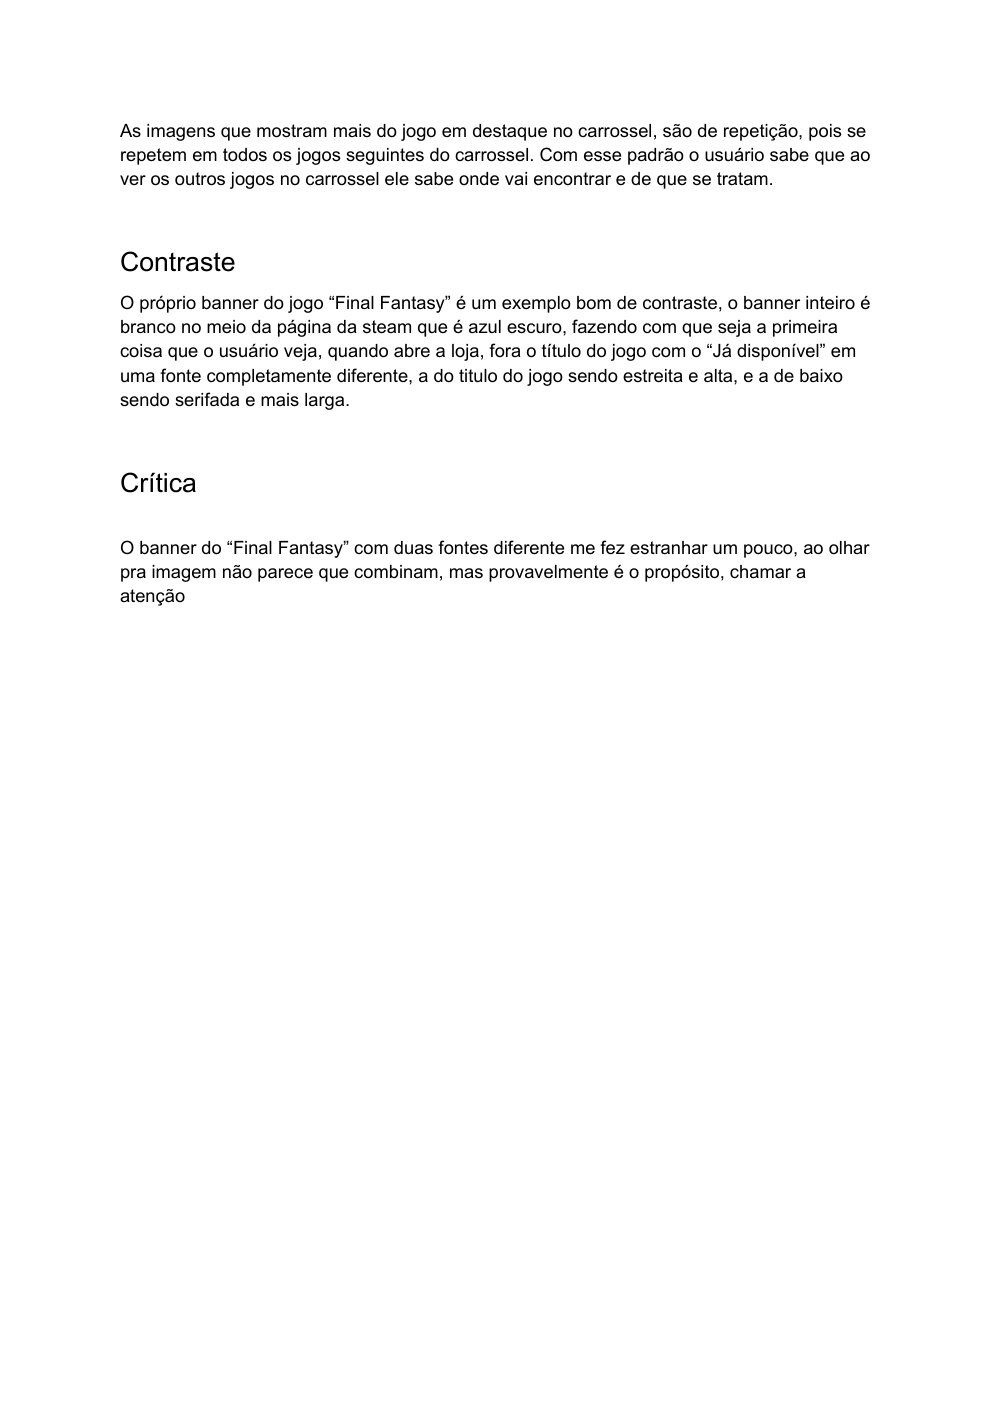 As imagens que mostram mais do jogo em destaque no carrossel, são de repetição, pois se
repetem em todos os jogos seguintes do carrossel. Com esse padrão o usuário sabe que ao
ver os outros jogos no carrossel ele sabe onde vai encontrar e de que se tratam.
Contraste
O próprio banner do jogo “Final Fantasy” é um exemplo bom de contraste, o banner inteiro é
branco no meio da página da steam que é azul escuro, fazendo com que seja a primeira
coisa que o usuário veja, quando abre a loja, fora o título do jogo com o “Já disponível” em
uma fonte completamente diferente, a do titulo do jogo sendo estreita e alta, e a de baixo
sendo serifada e mais larga.
Crítica
O banner do “Final Fantasy” com duas fontes diferente me fez estranhar um pouco, ao olhar
pra imagem não parece que combinam, mas provavelmente é o propósito, chamar a
atenção